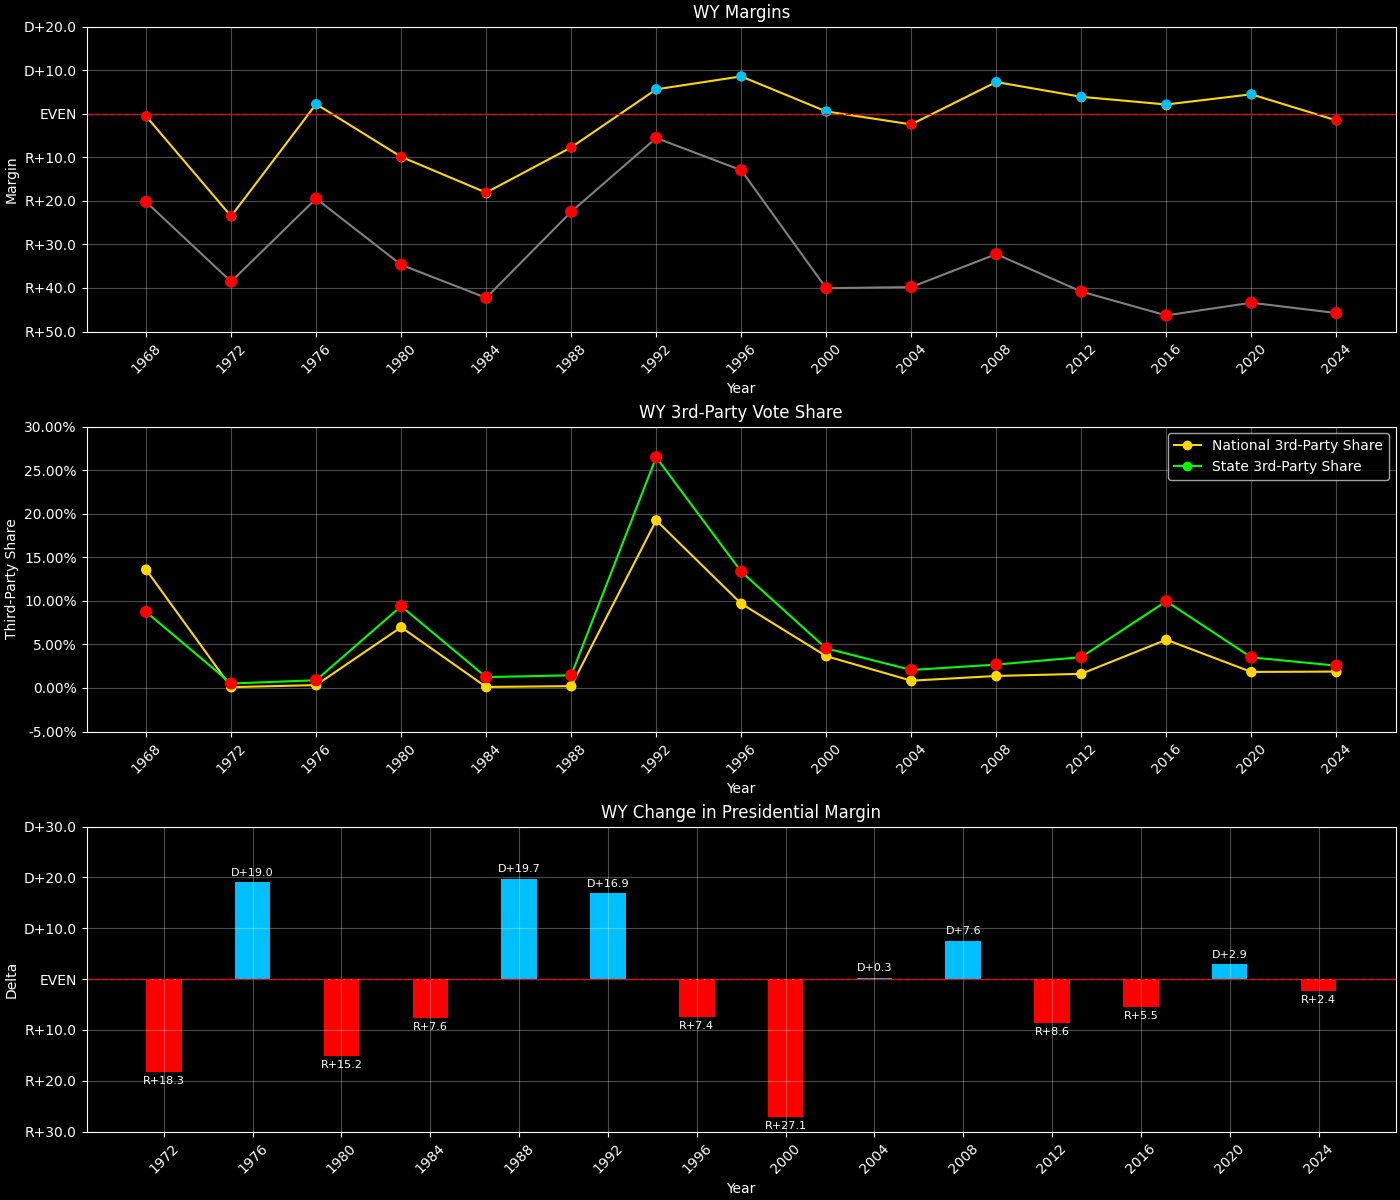 WY Margins
D+20.0
D+10.0
EVEN
R+10.0
R+20.0
R+30.0
R+40.0
R+50.0
Margin
1968 1972 1976 1980 1984 1988 1992 1996 2000 2004 2008 2012 2016 2020 2024
Year
WY 3rd-Party Vote Share
30.00%
25.00%
20.00%
15.00%
10.00%
5.00%
0.00%
-5.00%
Third-Party Share
National 3rd-Party Share
State 3rd-Party Share
1968 1972 1976 1980 1984 1988 1992 1996 2000 2004 2008 2012 2016 2020 2024
Year
WY Change in Presidential Margin
D+30.0
D+20.0
D+10.0
EVEN
R+10.0
R+20.0
R+30.0
Delta
R+18.3
D+19.0
R+15.2
R+7.6
D+19.7
D+16.9
R+7.4
R+27.1
D+0.3
D+7.6
R+8.6
R+5.5
D+2.9
R+2.4
1972 1976 1980 1984 1988 1992 1996 2000 2004 2008 2012 2016 2020 2024
Year